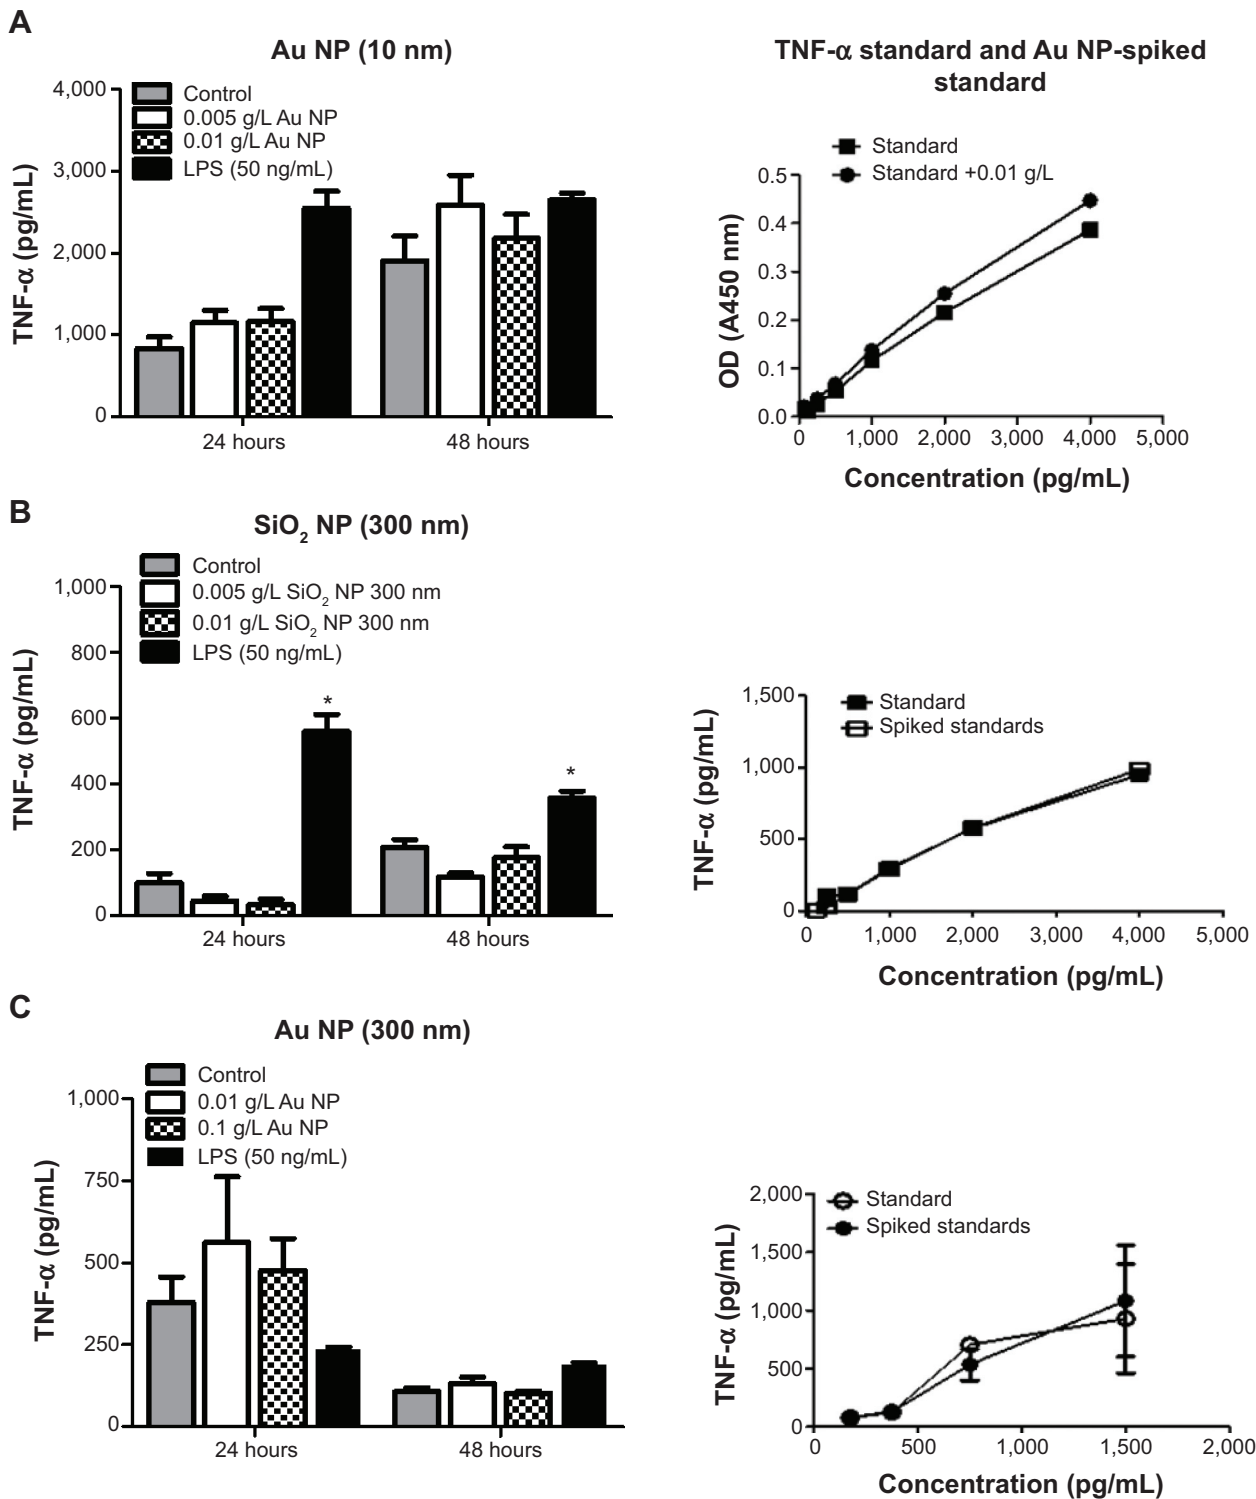 A
Au NP (10 nm)
4,000
3,000
2,000
1,000
0
TNF-α (pg/mL)
Control
0.005 g/L Au NP
0.01 g/L Au NP
LPS (50 ng/mL)
24 hours
48 hours
TNF-α standard and Au NP-spiked
standard
Standard
Standard +0.01 g/L
0.5
0.4
0.3
0.2
0.1
0.0
OD (A450 nm)
0 1,000 2,000 3,000 4,000 5,000
Concentration (pg/mL)
B
SiO₂ NP (300 nm)
Control
0.005 g/L SiO₂ NP 300 nm
0.01 g/L SiO₂ NP 300 nm
LPS (50 ng/mL)
1,000
800
600
400
200
0
TNF-α (pg/mL)
*
*
24 hours
48 hours
Standard
Spiked standards
1,500
1,000
500
0
TNF-α (pg/mL)
0 1,000 2,000 3,000 4,000 5,000
Concentration (pg/mL)
C
Au NP (300 nm)
Control
0.01 g/L Au NP
0.1 g/L Au NP
LPS (50 ng/mL)
1,000
750
500
250
0
TNF-α (pg/mL)
24 hours
48 hours
Standard
Spiked standards
2,000
1,500
1,000
500
0
TNF-α (pg/mL)
0 500 1,000 1,500 2,000
Concentration (pg/mL)